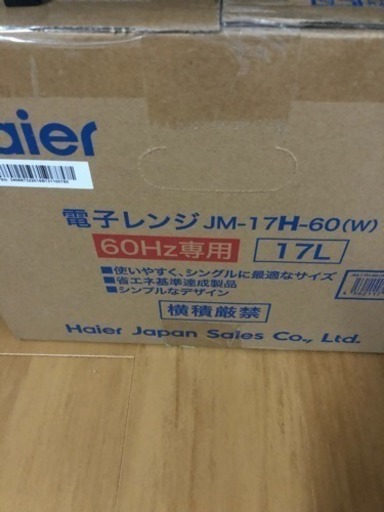 aier
電子レンジ JM-17H-60(W)
60Hz専用 17L
■使いやすく、シングルに最適なサイズ
■省エネ基準達成製品
■シンプルなデザイン
横積厳禁
Haier Japan Sales Co., Ltd.